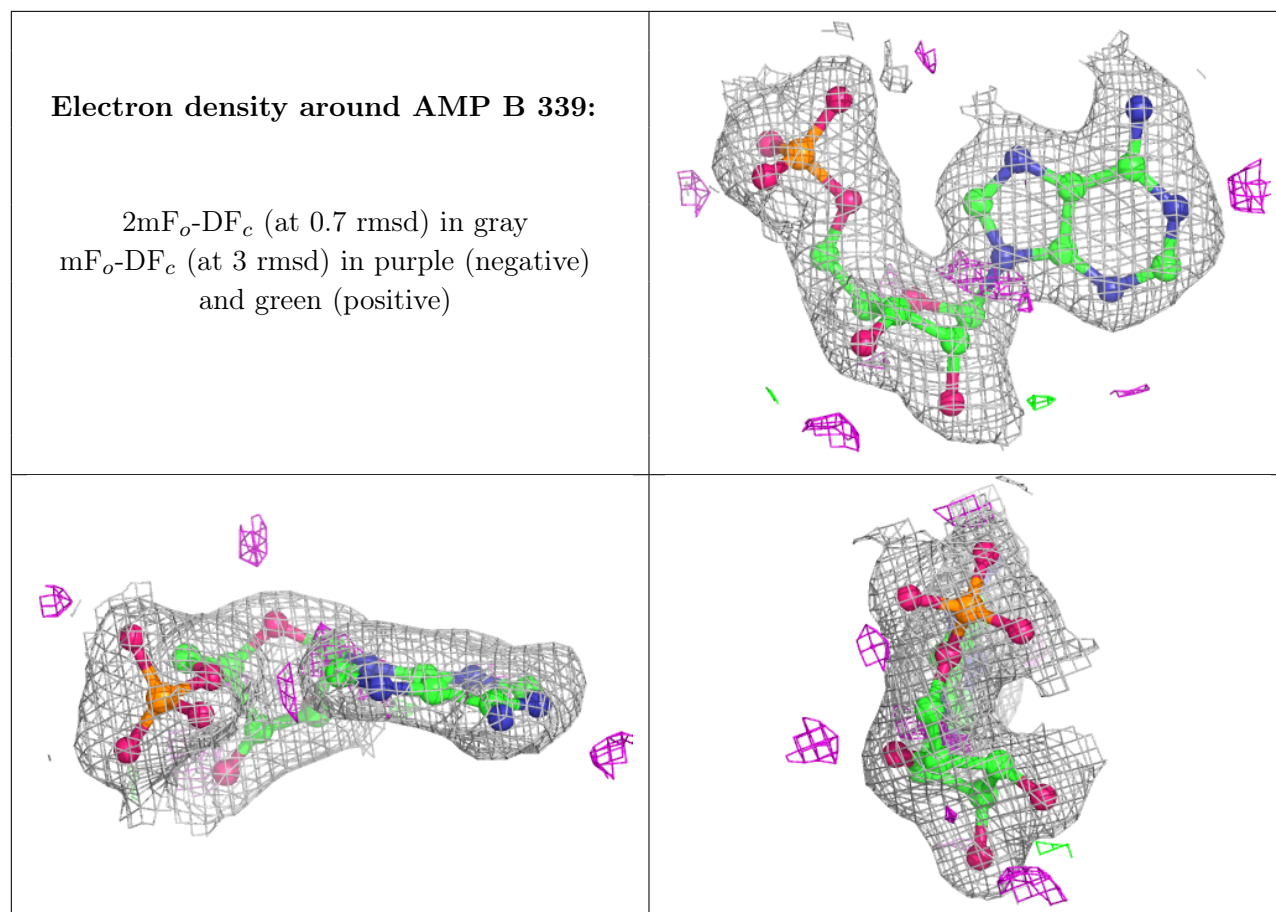 Electron density around AMP B 339:
2mFo-DFc (at 0.7 rmsd) in gray
mFo-DFc (at 3 rmsd) in purple (negative)
and green (positive)